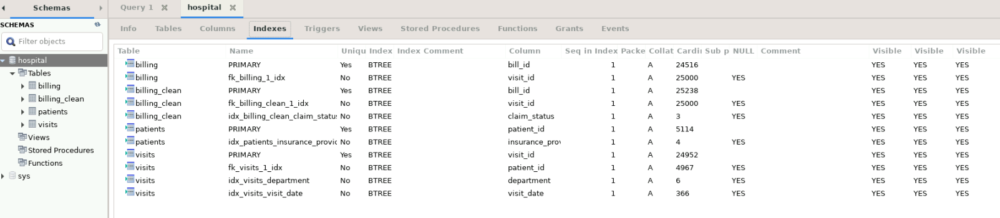 Schemas
Query 1
hospital
SCHEMAS
Filter objects
hospital
Tables
billing
billing_clean
patients
visits
Views
Stored Procedures
Functions
sys
Info Tables Columns Indexes Triggers Views Stored Procedures Functions Grants Events
Table Name Uniqu Index Index Comment Column Seq in Index Packe Collat Cardi Sub p NULL Comment Visible Visible Visible
billing PRIMARY Yes BTREE bill_id 1 A 24516 YES YES YES
billing fk_billing_1_idx No BTREE visit_id 1 A 25000 YES YES YES YES
billing_clean PRIMARY Yes BTREE bill_id 1 A 25238 YES YES YES
billing_clean fk_billing_clean_1_idx No BTREE visit_id 1 A 25000 YES YES YES YES
billing_clean idx_billing_clean_claim_status No BTREE claim_status 1 A 3 YES YES YES YES
patients PRIMARY Yes BTREE patient_id 1 A 5114 YES YES YES
patients idx_patients_insurance_provic No BTREE insurance_prov 1 A 4 YES YES YES YES
visits PRIMARY Yes BTREE visit_id 1 A 24952 YES YES YES
visits fk_visits_1_idx No BTREE patient_id 1 A 4967 YES YES YES YES
visits idx_visits_department No BTREE department 1 A 6 YES YES YES YES
visits idx_visits_visit_date No BTREE visit_date 1 A 366 YES YES YES YES